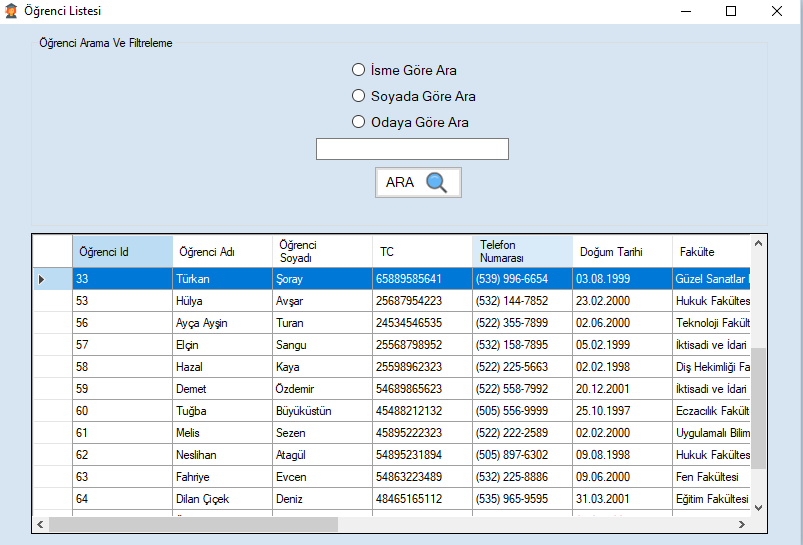 Öğrenci Listesi
Öğrenci Arama Ve Filtreleme
İsme Göre Ara
Soyada Göre Ara
Odaya Göre Ara
ARA
Öğrenci Id Öğrenci Adı Öğrenci Soyadı TC Telefon Numarası Doğum Tarihi Fakülte
33 Türkan Şoray 65889585641 (539) 996-6654 03.08.1999 Güzel Sanatlar
53 Hülya Avşar 25687954223 (532) 144-7852 23.02.2000 Hukuk Fakültes
56 Ayça Ayşin Turan 24534546535 (522) 355-7899 02.06.2000 Teknoloji Fakült
57 Elçin Sangu 25568798952 (532) 158-7895 05.02.1999 İktisadi ve İdari
58 Hazal Kaya 25598962323 (522) 225-5663 02.02.1998 Diş Hekimliği Fa
59 Demet Özdemir 54689865623 (522) 558-7992 20.12.2001 İktisadi ve İdari
60 Tuğba Büyüküstün 45488212132 (505) 556-9999 25.10.1997 Eczacılık Fakült
61 Melis Sezen 45895222323 (522) 222-2589 02.02.2000 Uygulamalı Bilim
62 Neslihan Atagül 54895231894 (505) 897-6302 09.08.1998 Hukuk Fakültes
63 Fahriye Evcen 54863223489 (532) 225-8886 09.06.2000 Fen Fakültesi
64 Dilan Çiçek Deniz 48465165112 (535) 965-9595 31.03.2001 Eğitim Fakültesi